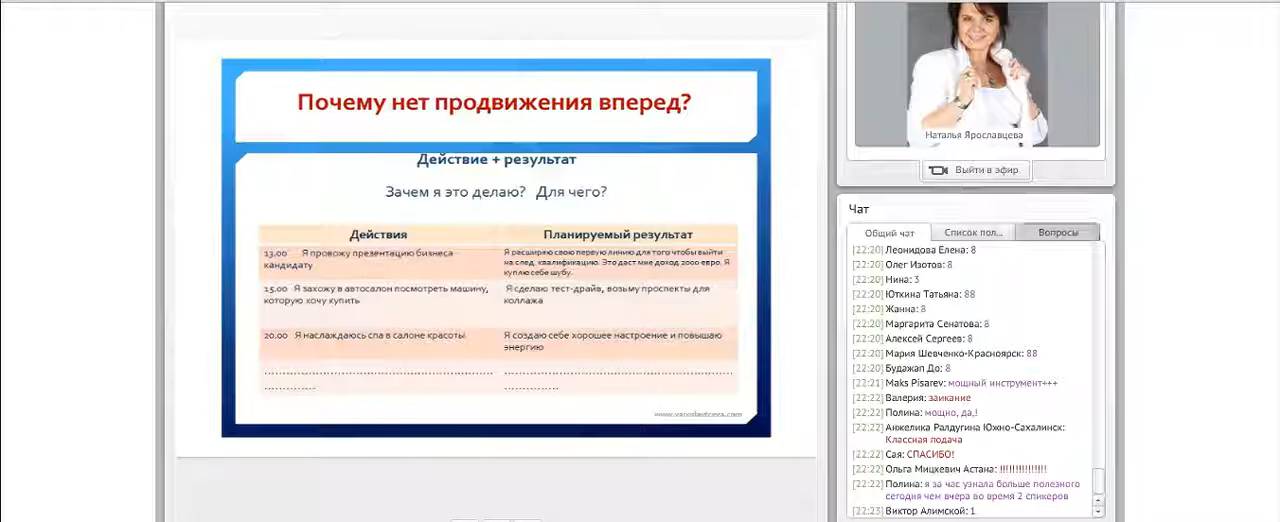 Почему нет продвижения вперед?
Действие + результат
Зачем я это делаю? Для чего?
Действия
Планируемый результат
13.00 Я провожу презентацию бизнеса кандидату
Я расширяю свою первую линию для того чтобы выйти
на след. квалификацию. Это даст мне доход 2000 евро. Я
куплю себе шубу.
15.00 Я захожу в автосалон посмотреть машину,
которую хочу купить
Я сделаю тест-драйв, возьму проспекты для
коллажа
20.00 Я наслаждаюсь спа в салоне красоты
Я создаю себе хорошее настроение и повышаю
энергию
www.yaroslavtceva.com
Наталья Ярославцева
Выйти в эфир
Чат
Общий чат
Список пол...
Вопросы
[22:20] Леонидова Елена: 8
[22:20] Олег Изотов: 8
[22:20] Нина: 3
[22:20] Юткина Татьяна: 88
[22:20] Жанна: 8
[22:20] Маргарита Сенатова: 8
[22:20] Алексей Сергеев: 8
[22:20] Мария Шевченко-Красноярск: 88
[22:20] Будажап До: 8
[22:21] Maks Pisarev: мощный инструмент+++
[22:22] Валерия: заикание
[22:22] Полина: мощно, да,!
[22:22] Анжелика Ралдугина Южно-Сахалинск:
Классная подача
[22:22] Сая: СПАСИБО!
[22:22] Ольга Мицкевич Астана: !!!!!!!!!!!!!!!
[22:22] Полина: я за час узнала больше полезного
сегодня чем вчера во время 2 спикеров
[22:23] Виктор Алимской: 1